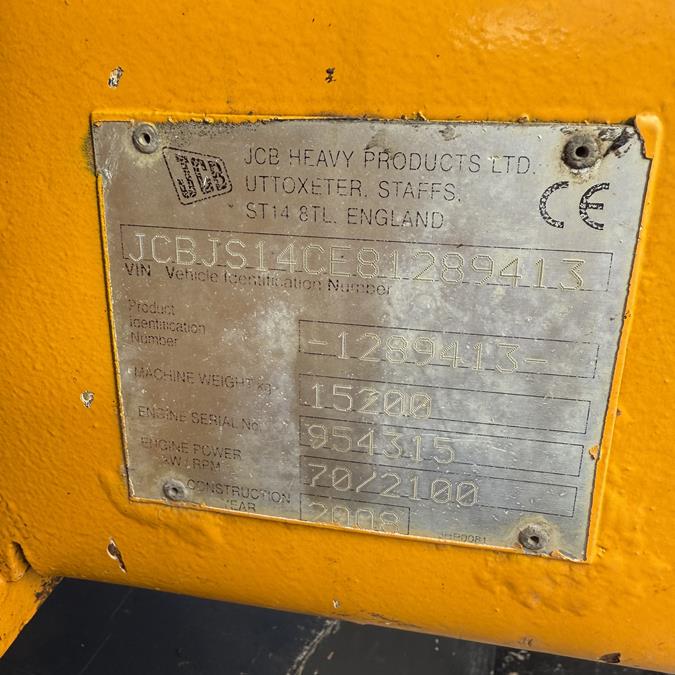 JCB
JCB HEAVY PRODUCTS LTD.
UTTOXETER, STAFFS,
ST14 8TL. ENGLAND
CE
JCBJS14CE81289413
VIN Vehicle Identification Number
Product
Identification
Number
-1289413-
MACHINE WEIGHT kg
15200
ENGINE SERIAL No.
954315
ENGINE POWER
kW / RPM
70/2100
CONSTRUCTION
YEAR
2008